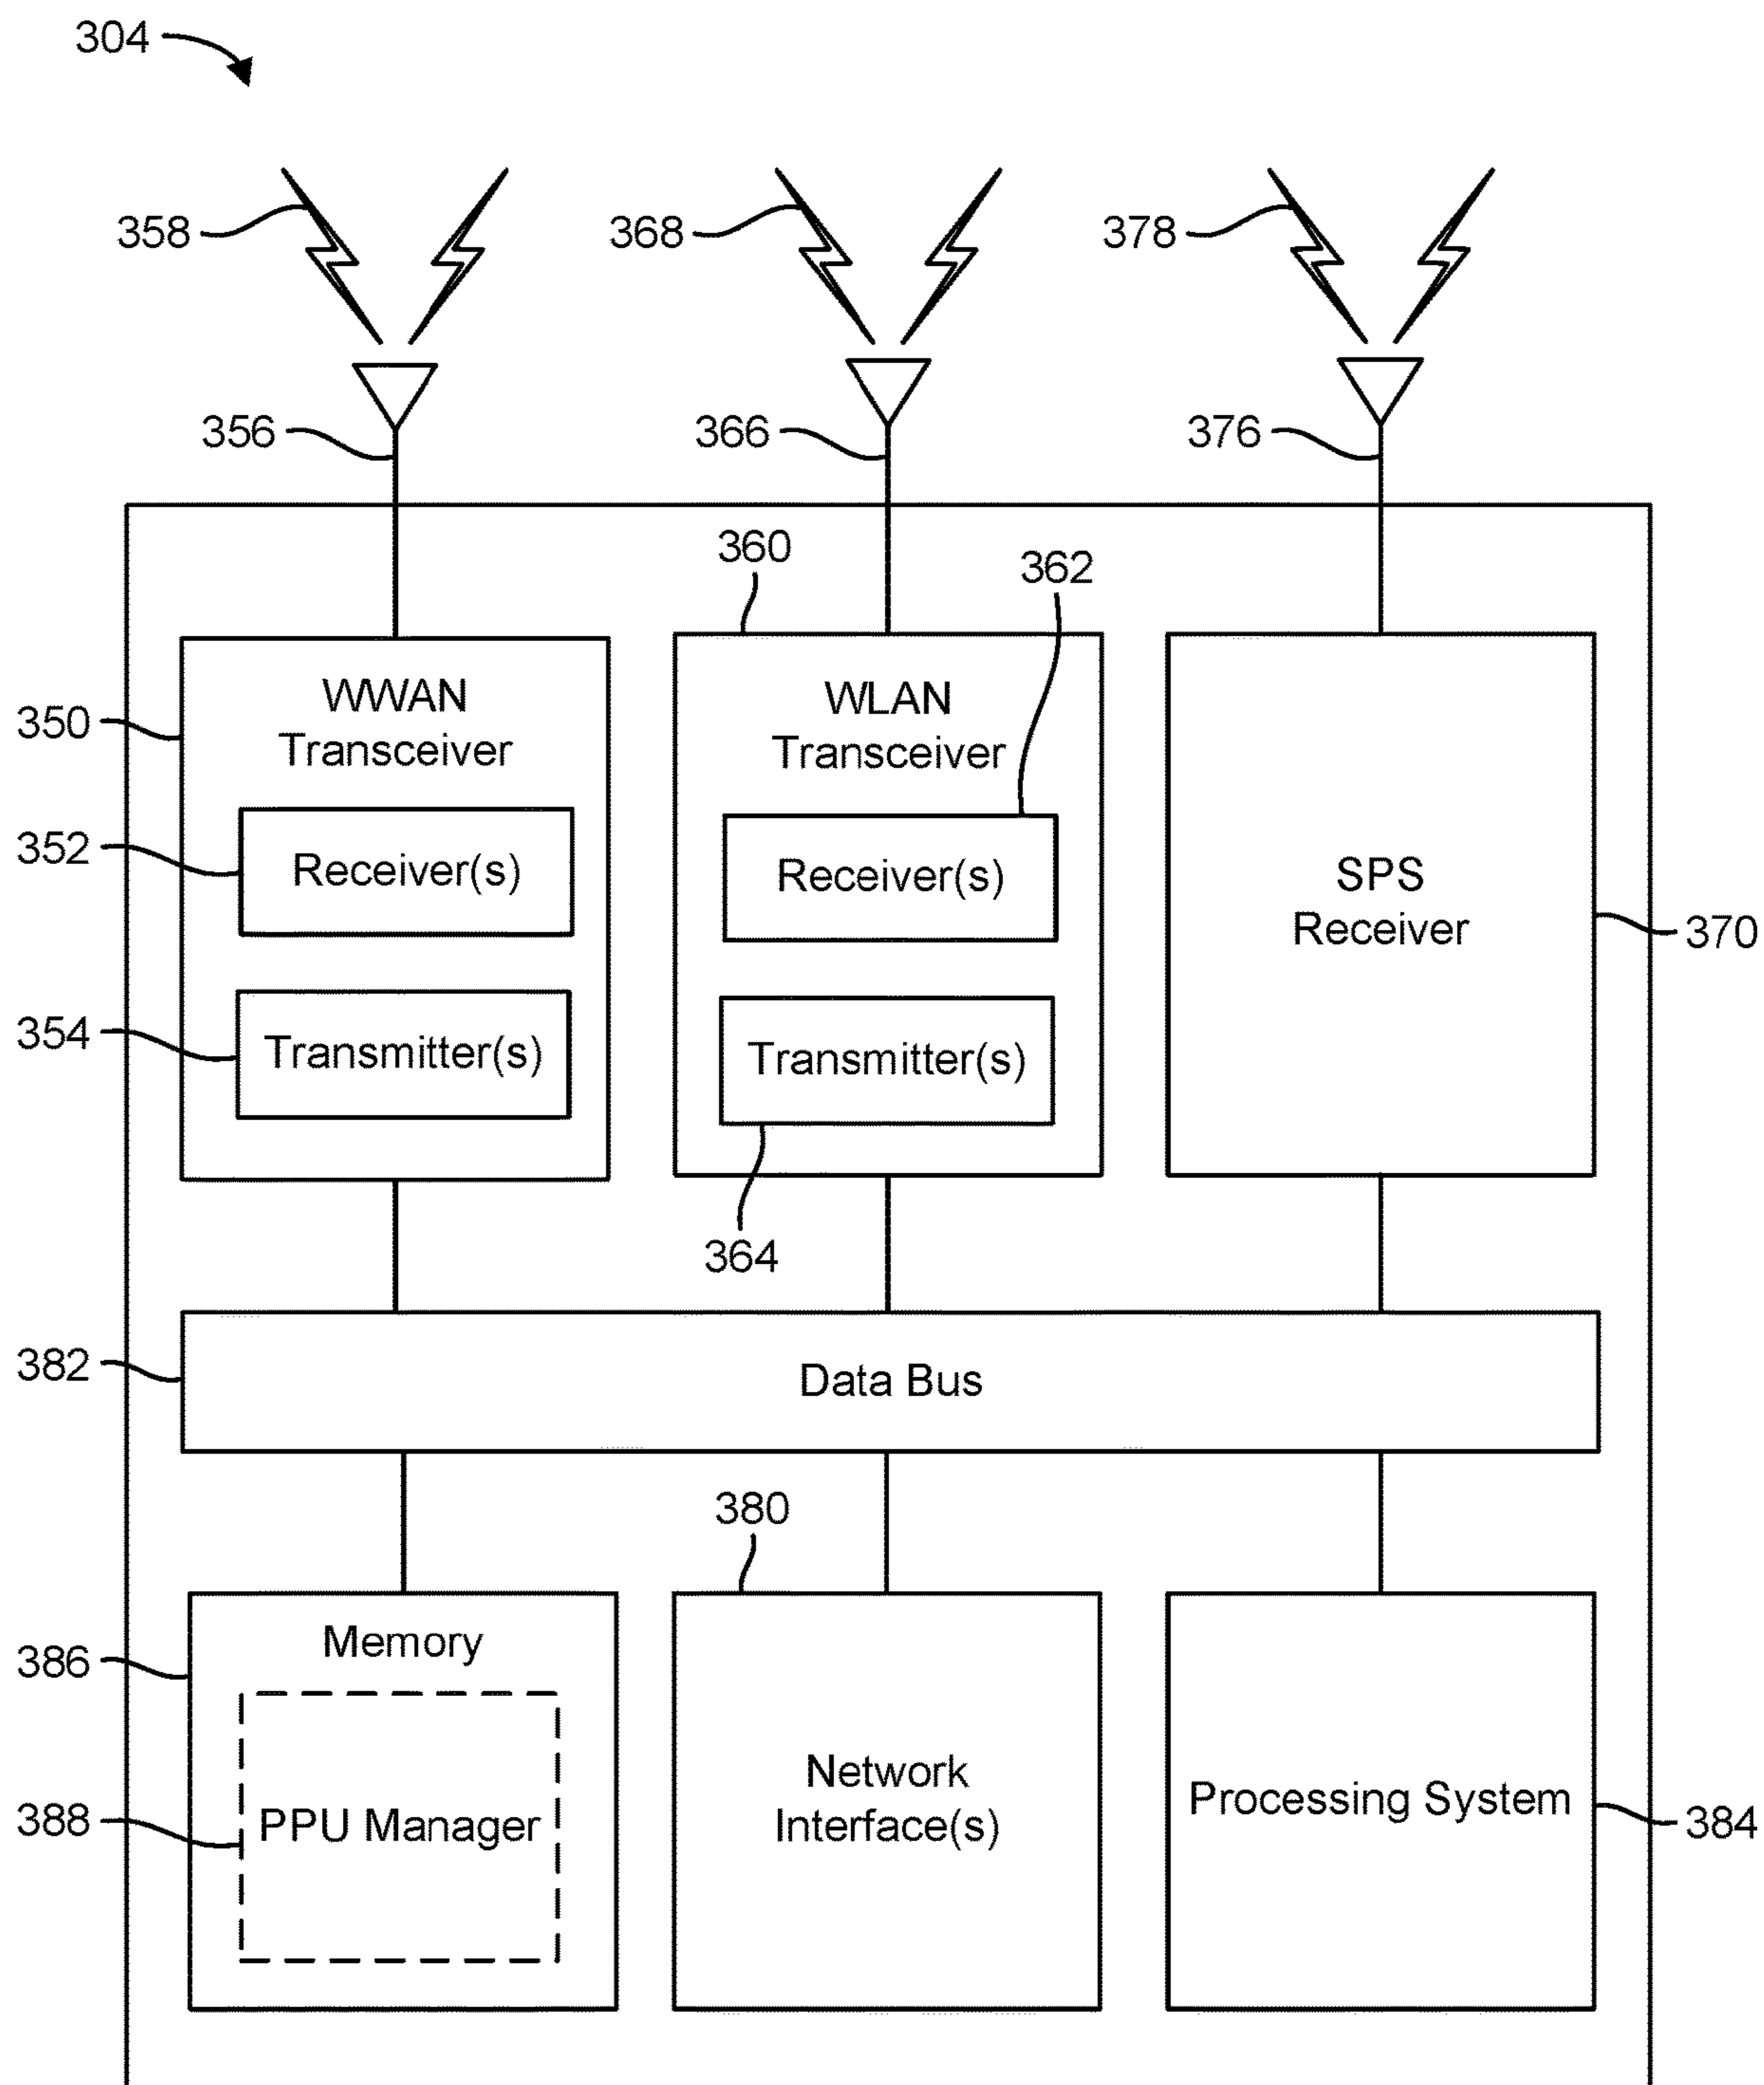 304
358
368
378
356
366
376
360
362
WWAN
Transceiver
350
WLAN
Transceiver
352
Receiver(s)
Receiver(s)
SPS
Receiver
370
354
Transmitter(s)
Transmitter(s)
364
382
Data Bus
380
386
Memory
388
PPU Manager
Network
Interface(s)
Processing System
384